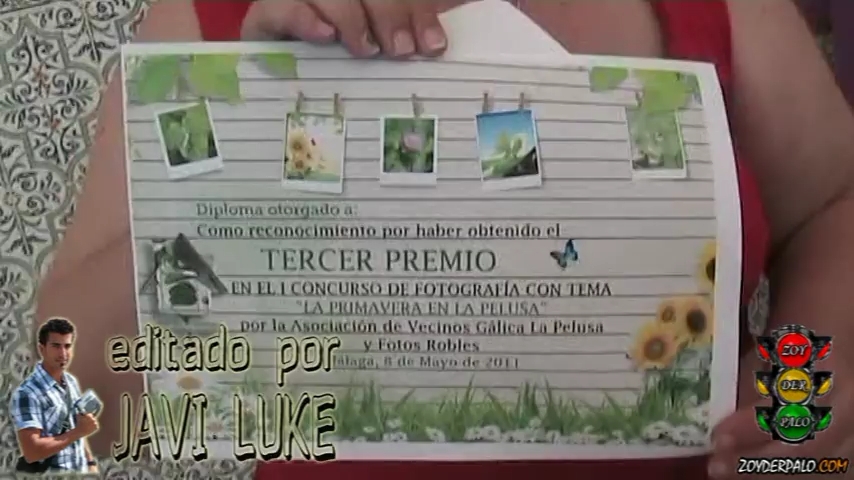 Diploma otorgado a:
Como reconocimiento por haber obtenido el
TERCER PREMIO
EN EL I CONCURSO DE FOTOGRAFÍA CON TEMA
"LA PRIMAVERA EN LA PELUSA"
por la Asociación de Vecinos Gálica La Pelusa
y Fotos Robles
Málaga, 8 de Mayo de 2011
editado por
JAVI LUKE
ZOY
DER
PALO
ZOYDERPALO.COM